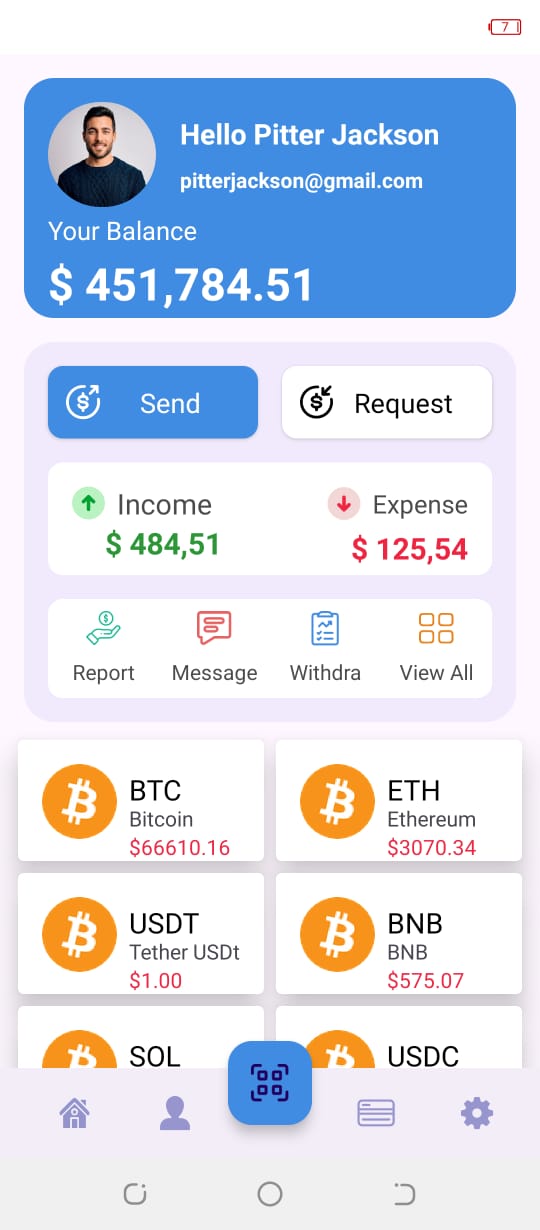 7
Hello Pitter Jackson
pitterjackson@gmail.com
Your Balance
$ 451,784.51
Send
Request
Income
Expense
$ 484,51
$ 125,54
Report
Message
Withdra
View All
BTC
Bitcoin
$66610.16
ETH
Ethereum
$3070.34
USDT
Tether USDt
$1.00
BNB
BNB
$575.07
SOL
USDC